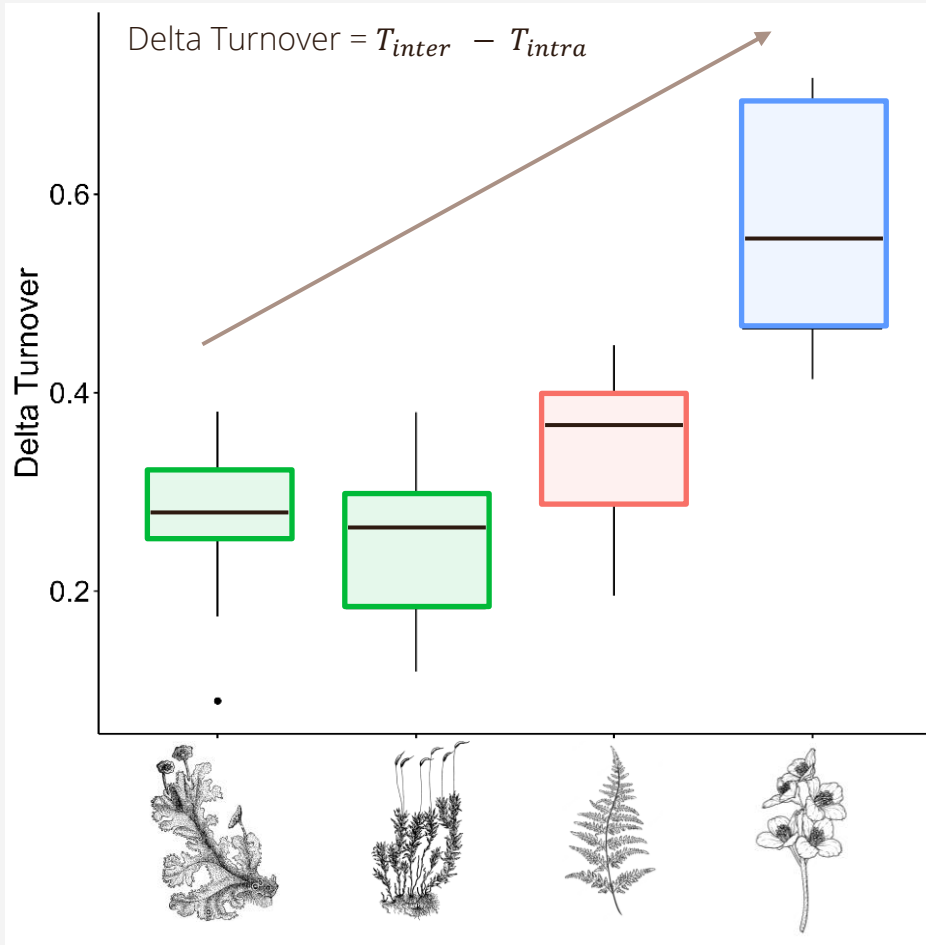 Delta Turnover = T_inter − T_intra
0.6
0.4
0.2
Delta Turnover